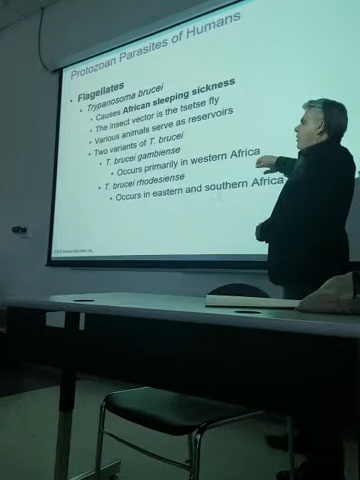 Protozoan Parasites of Humans
• Flagellates
• Trypanosoma brucei
• Causes African sleeping sickness
• The insect vector is the tsetse fly
• Various animals serve as reservoirs
• Two variants of T. brucei
• T. brucei gambiense
• Occurs primarily in western Africa
• T. brucei rhodesiense
• Occurs in eastern and southern Africa